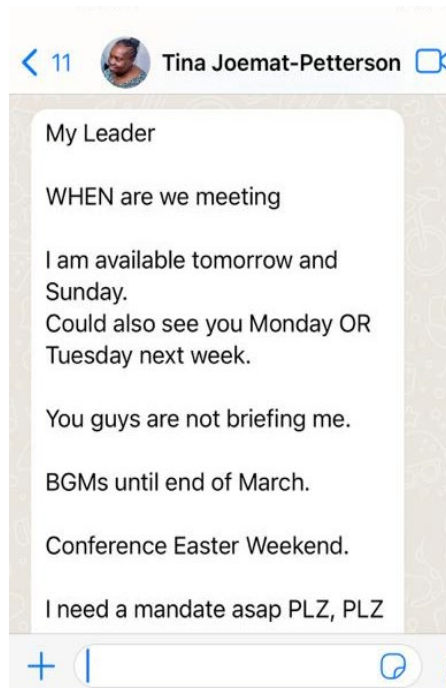 11 Tina Joemat-Petterson
My Leader
WHEN are we meeting
I am available tomorrow and
Sunday.
Could also see you Monday OR
Tuesday next week.
You guys are not briefing me.
BGMs until end of March.
Conference Easter Weekend.
I need a mandate asap PLZ, PLZ